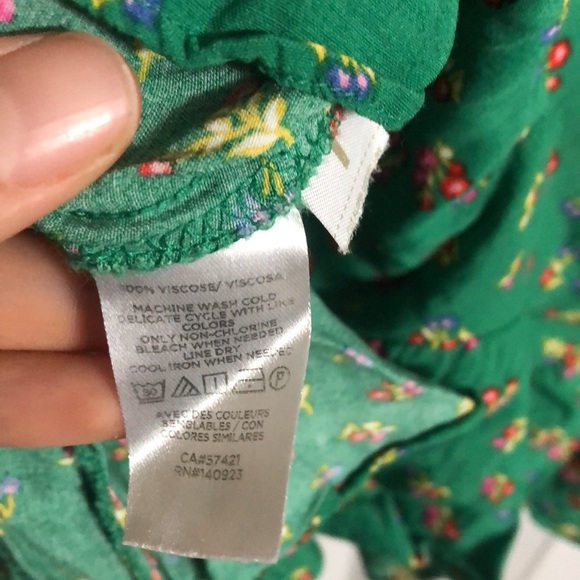 100% VISCOSE/ VISCOSA
MACHINE WASH COLD
DELICATE CYCLE WITH LIKE
COLORS
ONLY NON-CHLORINE
BLEACH WHEN NEEDED
LINE DRY
COOL IRON WHEN NEEDED
30 P
AVEC DES COULEURS
SEMBLABLES / CON
COLORES SIMILARES
CA#57421
RN#140923